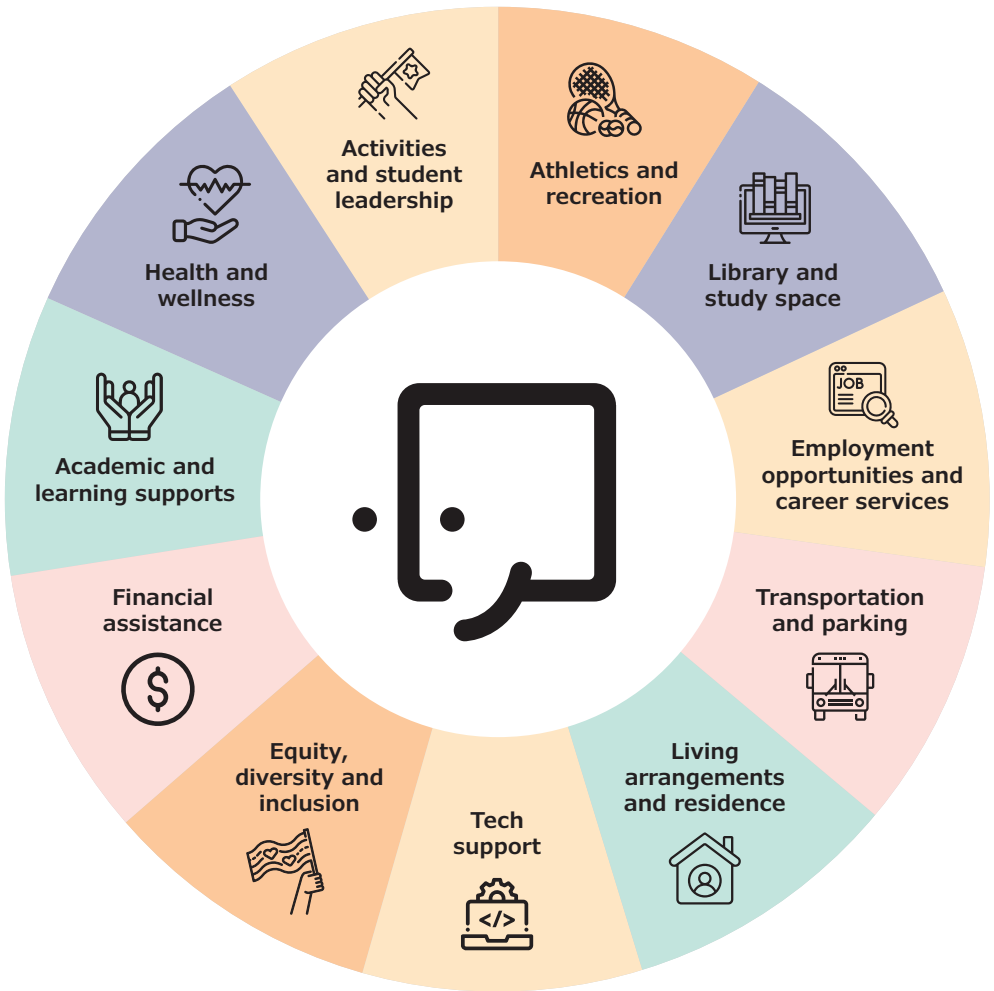 Activities
and student
leadership
Athletics and
recreation
Library and
study space
JOB
Employment
opportunities and
career services
Transportation
and parking
Living
arrangements
and residence
Tech
support
</>
Equity,
diversity and
inclusion
Financial
assistance
$
Academic and
learning supports
Health and
wellness